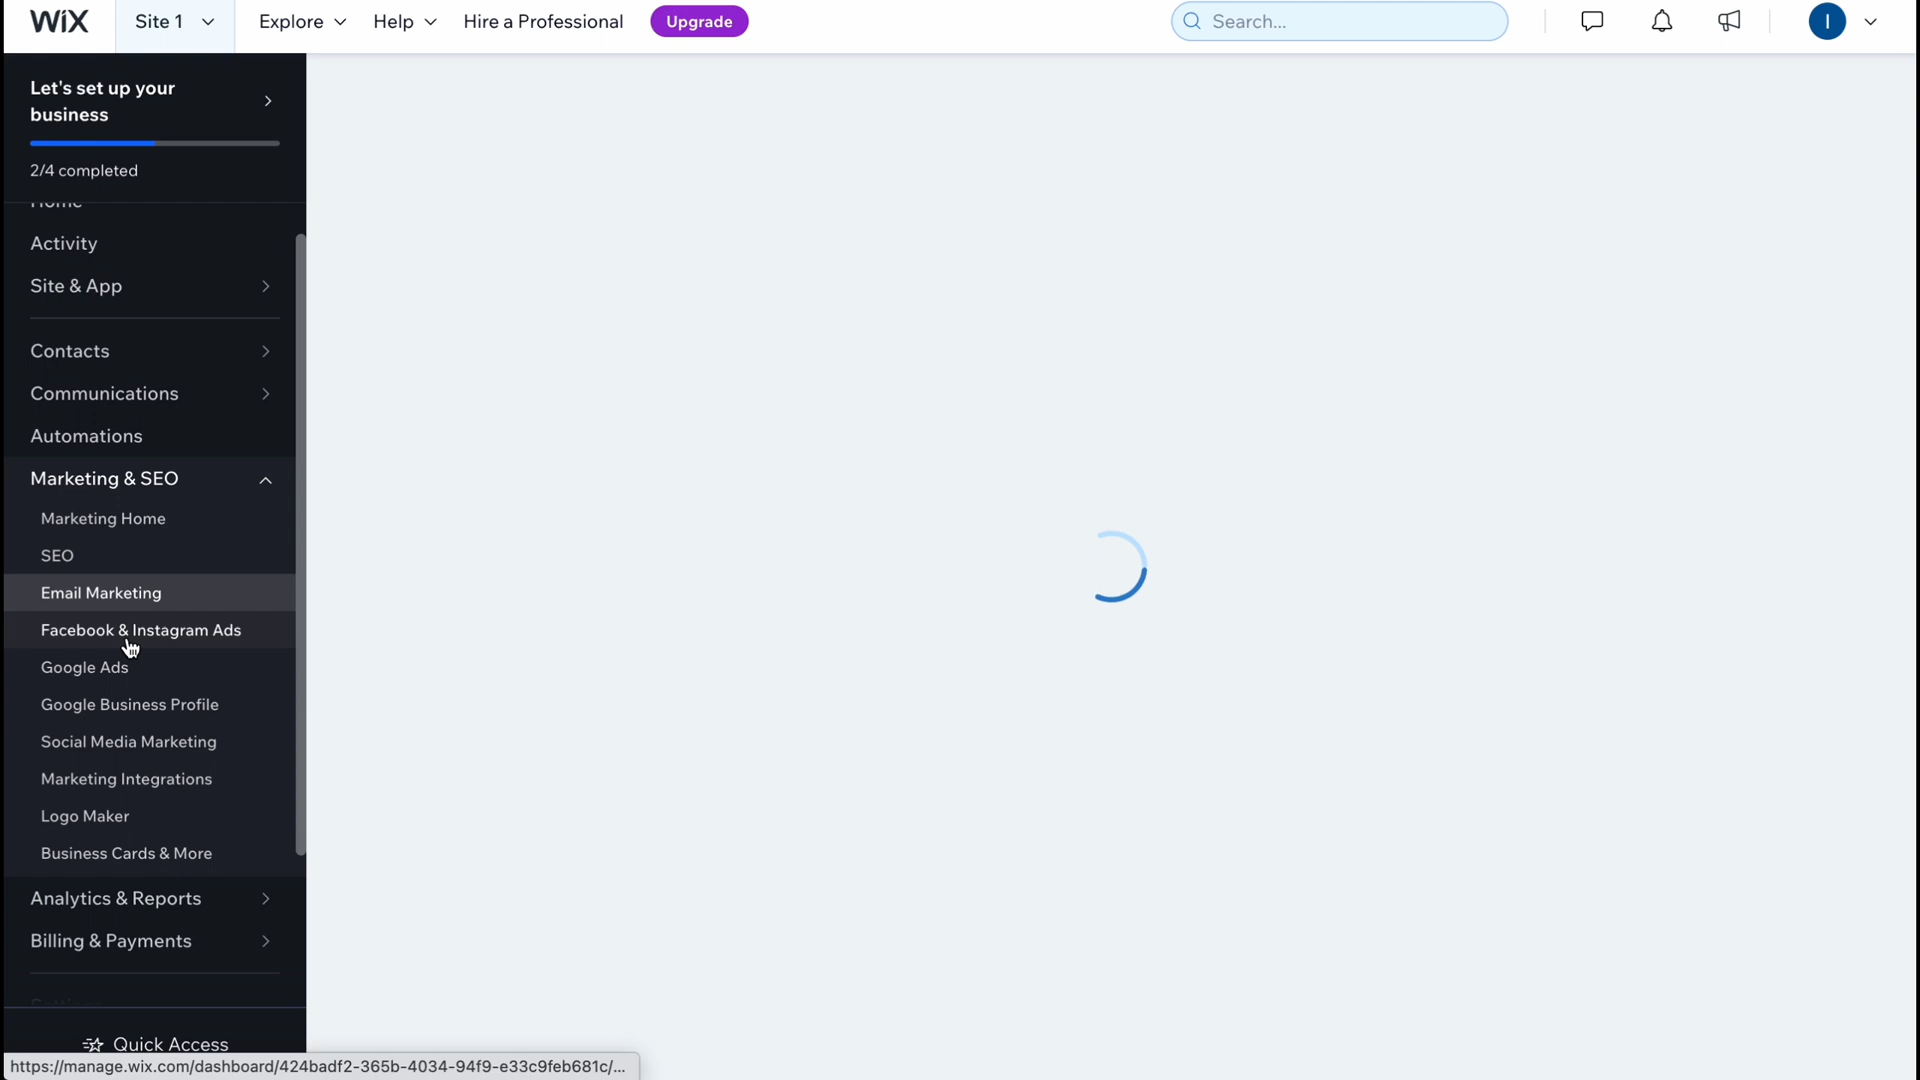 WiX Site 1 Explore Help Hire a Professional Upgrade Search... I
Let's set up your
business
2/4 completed
Home
Activity
Site & App
Contacts
Communications
Automations
Marketing & SEO
Marketing Home
SEO
Email Marketing
Facebook & Instagram Ads
Google Ads
Google Business Profile
Social Media Marketing
Marketing Integrations
Logo Maker
Business Cards & More
Analytics & Reports
Billing & Payments
Settings
Quick Access
https://manage.wix.com/dashboard/424badf2-365b-4034-94f9-e33c9feb681c/...